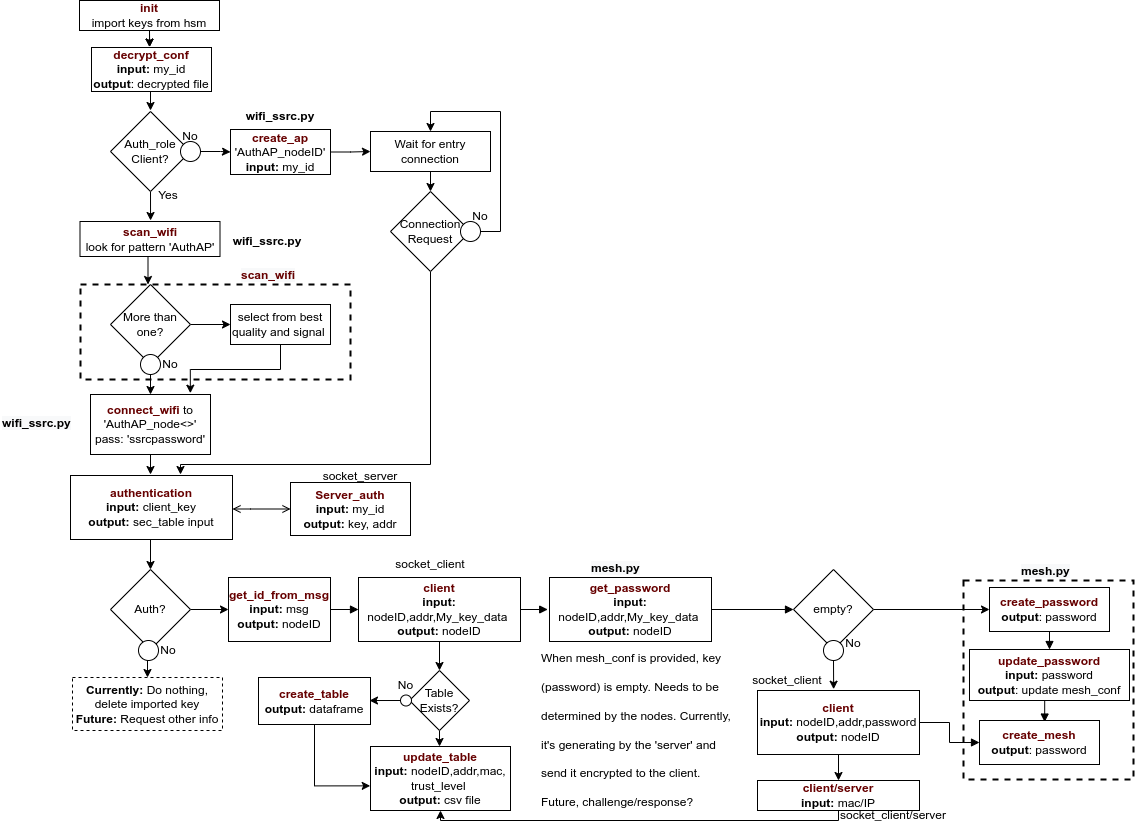 init
import keys from hsm
decrypt_conf
input: my_id
output: decrypted file
Auth_role
Client?
No
Yes
wifi_ssrc.py
create_ap
'AuthAP_nodeID'
input: my_id
Wait for entry
connection
Connection
Request
No
scan_wifi
look for pattern 'AuthAP'
wifi_ssrc.py
scan_wifi
More than
one?
No
select from best
quality and signal
wifi_ssrc.py
connect_wifi to
'AuthAP_node<>'
pass: 'ssrcpassword'
authentication
input: client_key
output: sec_table input
socket_server
Server_auth
input: my_id
output: key, addr
Auth?
No
Currently: Do nothing,
delete imported key
Future: Request other info
get_id_from_msg
input: msg
output: nodeID
socket_client
client
input:
nodeID,addr,My_key_data
output: nodeID
Table
Exists?
No
create_table
output: dataframe
update_table
input: nodeID,addr,mac,
trust_level
output: csv file
mesh.py
get_password
input:
nodeID,addr,My_key_data
output: nodeID
When mesh_conf is provided, key
(password) is empty. Needs to be
determined by the nodes. Currently,
it's generating by the 'server' and
send it encrypted to the client.
Future, challenge/response?
empty?
No
socket_client
client
input: nodeID,addr,password
output: nodeID
client/server
input: mac/IP
socket_client/server
mesh.py
create_password
output: password
update_password
input: password
output: update mesh_conf
create_mesh
output: password